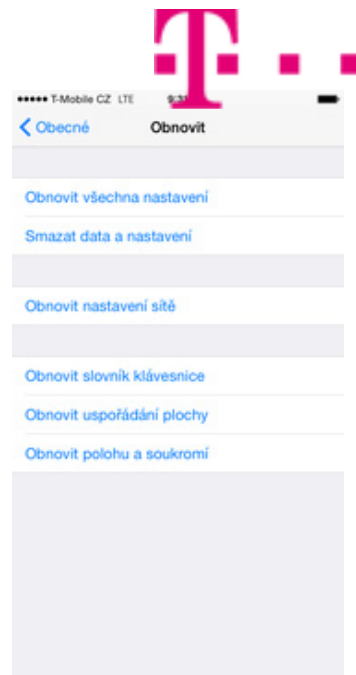 T-Mobile CZ LTE
Obecné
Obnovit
Obnovit všechna nastavení
Smazat data a nastavení
Obnovit nastavení sítě
Obnovit slovník klávesnice
Obnovit uspořádání plochy
Obnovit polohu a soukromí